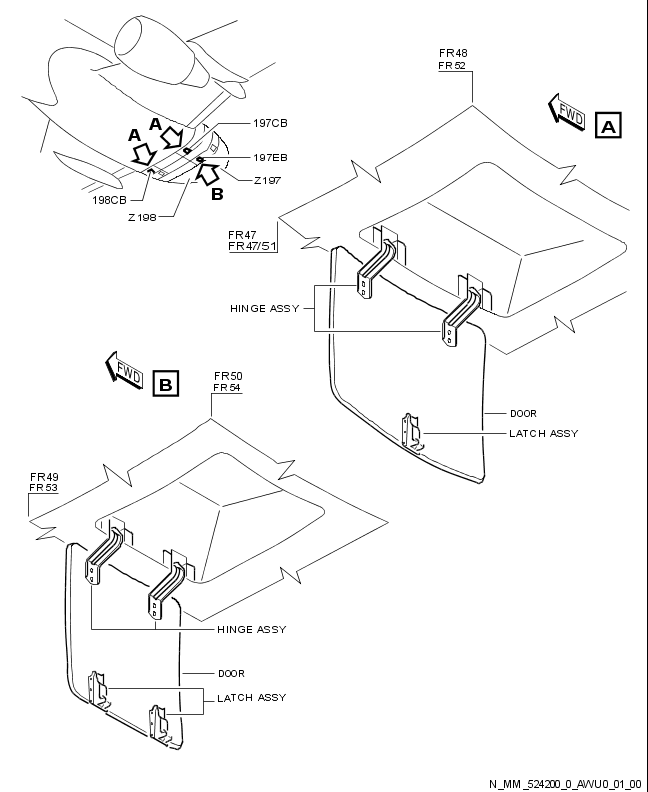 FR48
FR52
FWD
A
A
A
197CB
197EB
Z197
B
198CB
Z198
FR47
FR47/51
HINGE ASSY
DOOR
LATCH ASSY
FWD
B
FR50
FR54
FR49
FR53
HINGE ASSY
DOOR
LATCH ASSY
N_MM_524200_0_AWU0_01_00